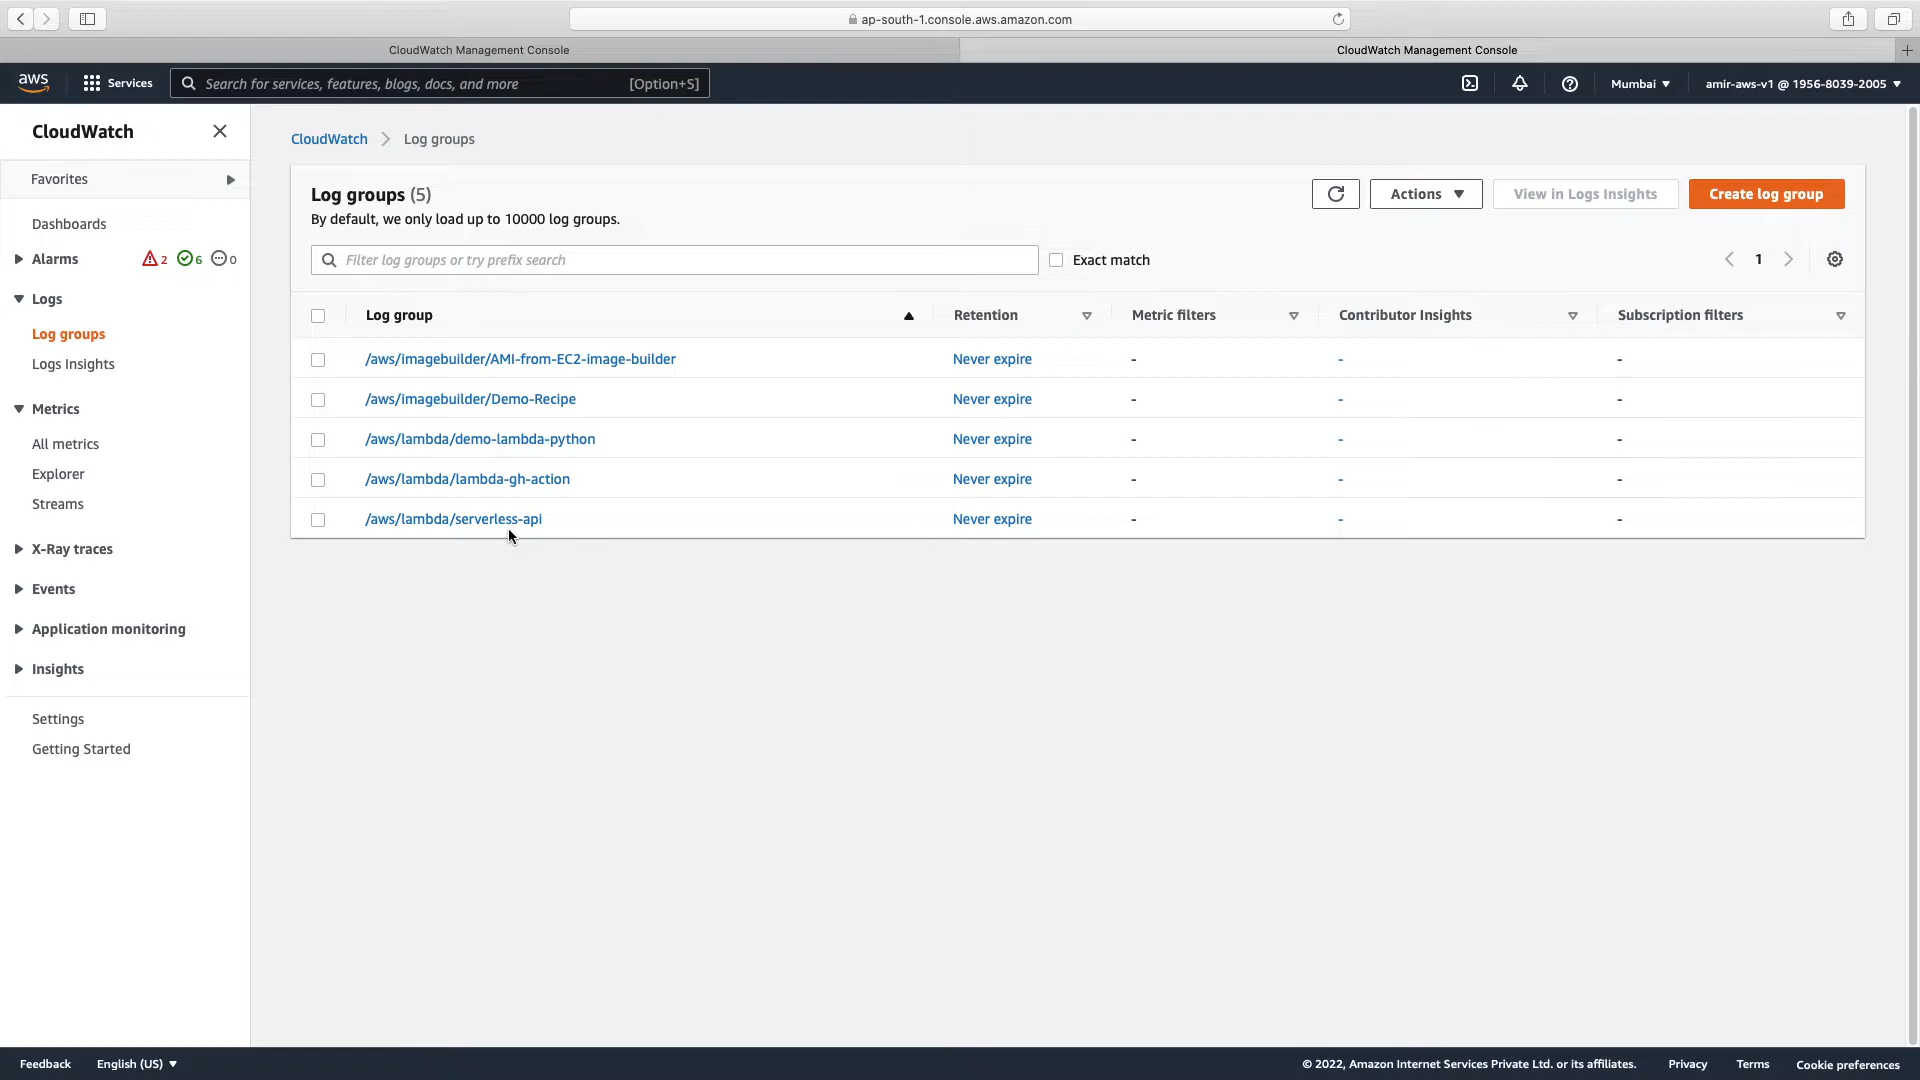 ap-south-1.console.aws.amazon.com
CloudWatch Management Console
CloudWatch Management Console
aws
Services
Search for services, features, blogs, docs, and more
[Option+S]
Mumbai
amir-aws-v1 @ 1956-8039-2005
CloudWatch
Favorites
Dashboards
Alarms
2
6
0
Logs
Log groups
Logs Insights
Metrics
All metrics
Explorer
Streams
X-Ray traces
Events
Application monitoring
Insights
Settings
Getting Started
CloudWatch
Log groups
Log groups (5)
By default, we only load up to 10000 log groups.
Actions
View in Logs Insights
Create log group
Filter log groups or try prefix search
Exact match
1
Log group
Retention
Metric filters
Contributor Insights
Subscription filters
/aws/imagebuilder/AMI-from-EC2-image-builder
Never expire
-
-
-
/aws/imagebuilder/Demo-Recipe
Never expire
-
-
-
/aws/lambda/demo-lambda-python
Never expire
-
-
-
/aws/lambda/lambda-gh-action
Never expire
-
-
-
/aws/lambda/serverless-api
Never expire
-
-
-
Feedback
English (US)
© 2022, Amazon Internet Services Private Ltd. or its affiliates.
Privacy
Terms
Cookie preferences